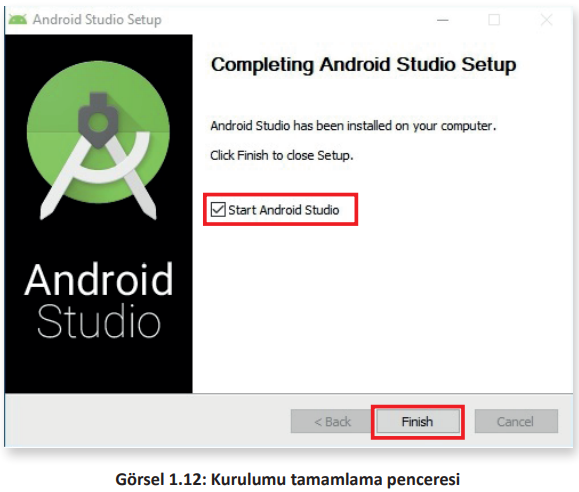 Android Studio Setup
Completing Android Studio Setup
Android Studio has been installed on your computer.
Click Finish to close Setup.
Start Android Studio
Android
Studio
< Back
Finish
Cancel
Görsel 1.12: Kurulumu tamamlama penceresi